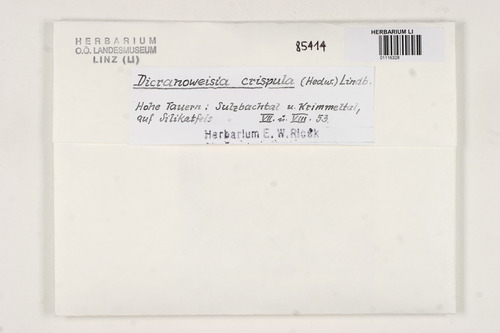 HERBARIUM
O.Ö. LANDESMUSEUM
LINZ (LI)
85414
HERBARIUM LI
Dicranoweisia crispula (Hedw.) Lindb.
Hohe Tauern: Sulzbachtal u. Krimmeltal,
auf Silikatfels VII. u. VIII. 53
Herbarium E. W. Ricek